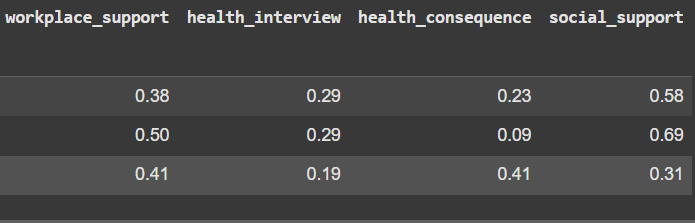 workplace_support health_interview health_consequence social_support
0.38 0.29 0.23 0.58
0.50 0.29 0.09 0.69
0.41 0.19 0.41 0.31